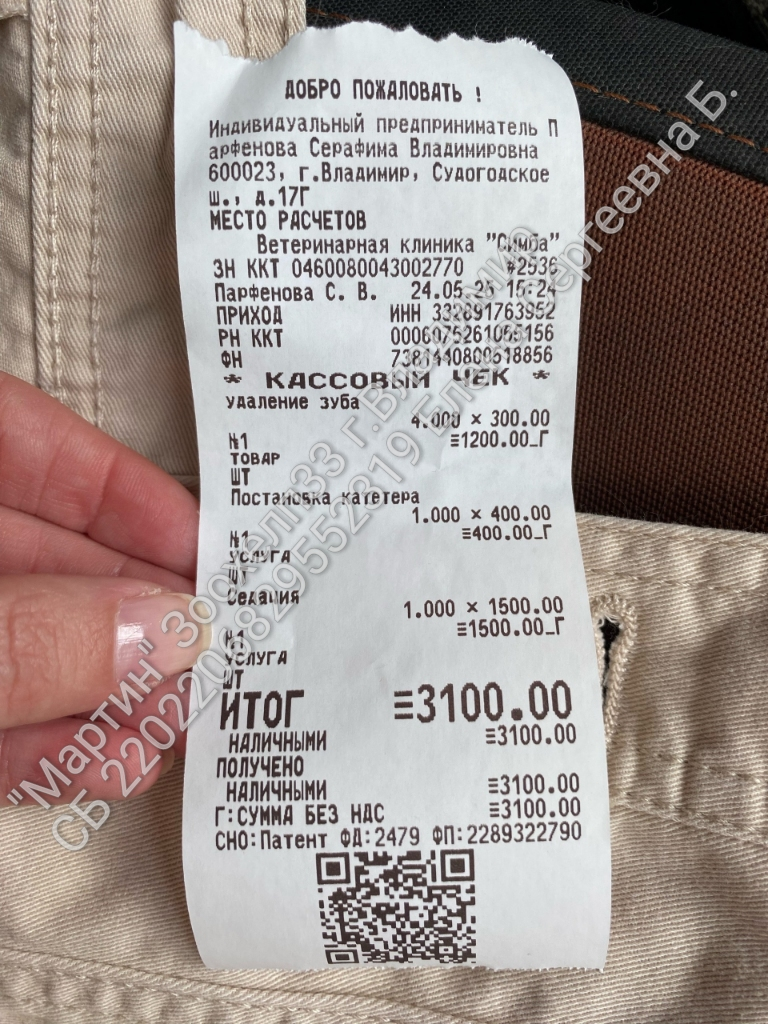 ДОБРО ПОЖАЛОВАТЬ !
Индивидуальный предприниматель П
арфенова Серафима Владимировна
600023, г.Владимир, Судогодское
ш., д.17Г
МЕСТО РАСЧЕТОВ
Ветеринарная клиника "Симба"
ЗН ККТ 0460080043002770 #2536
Парфенова С. В. 24.05.25 15:24
ПРИХОД ИНН 332891763952
РН ККТ
ФН
* КАССОВЫЙ ЧЕК *
удаление зуба
4.000 × 300.00
№1 ≡1200.00_Г
ТОВАР
ШТ
Постановка катетера
1.000 × 400.00
№1 ≡400.00_Г
УСЛУГА
ШТ
Седация
1.000 × 1500.00
№1 ≡1500.00_Г
УСЛУГА
ШТ
ИТОГ ≡3100.00
НАЛИЧНЫМИ ≡3100.00
ПОЛУЧЕНО
НАЛИЧНЫМИ ≡3100.00
Г:СУММА БЕЗ НДС ≡3100.00
СНО:Патент ФД:2479 ФП:2289322790
"Мартин" Зоохелп33 г.Владимир
СБ Сергеевна Б.